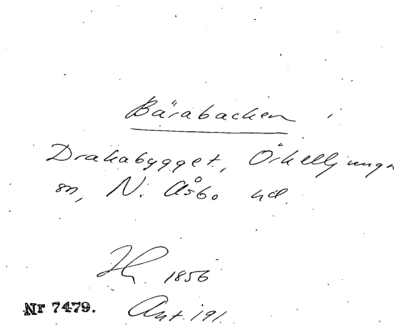 Bärabacken i
Drakabygget, Örkelljunga
sn, N. Åsbo hd.
1856
Nr 7479.
Ant. 191.